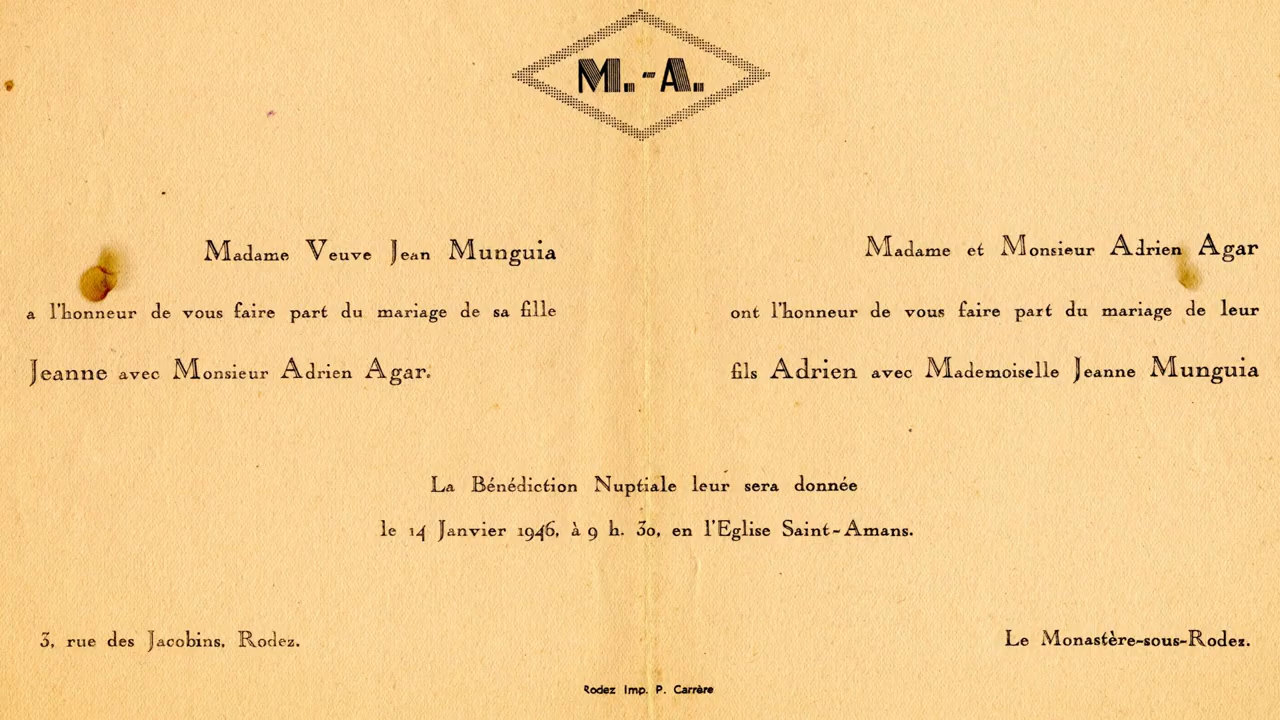 M.-A.
Madame Veuve Jean Munguia
a l'honneur de vous faire part du mariage de sa fille
Jeanne avec Monsieur Adrien Agar.
Madame et Monsieur Adrien Agar
ont l'honneur de vous faire part du mariage de leur
fils Adrien avec Mademoiselle Jeanne Munguia
La Bénédiction Nuptiale leur sera donnée
le 14 Janvier 1946, à 9 h. 30, en l'Eglise Saint-Amans.
3, rue des Jacobins, Rodez.
Le Monastère-sous-Rodez.
Rodez Imp. P. Carrère